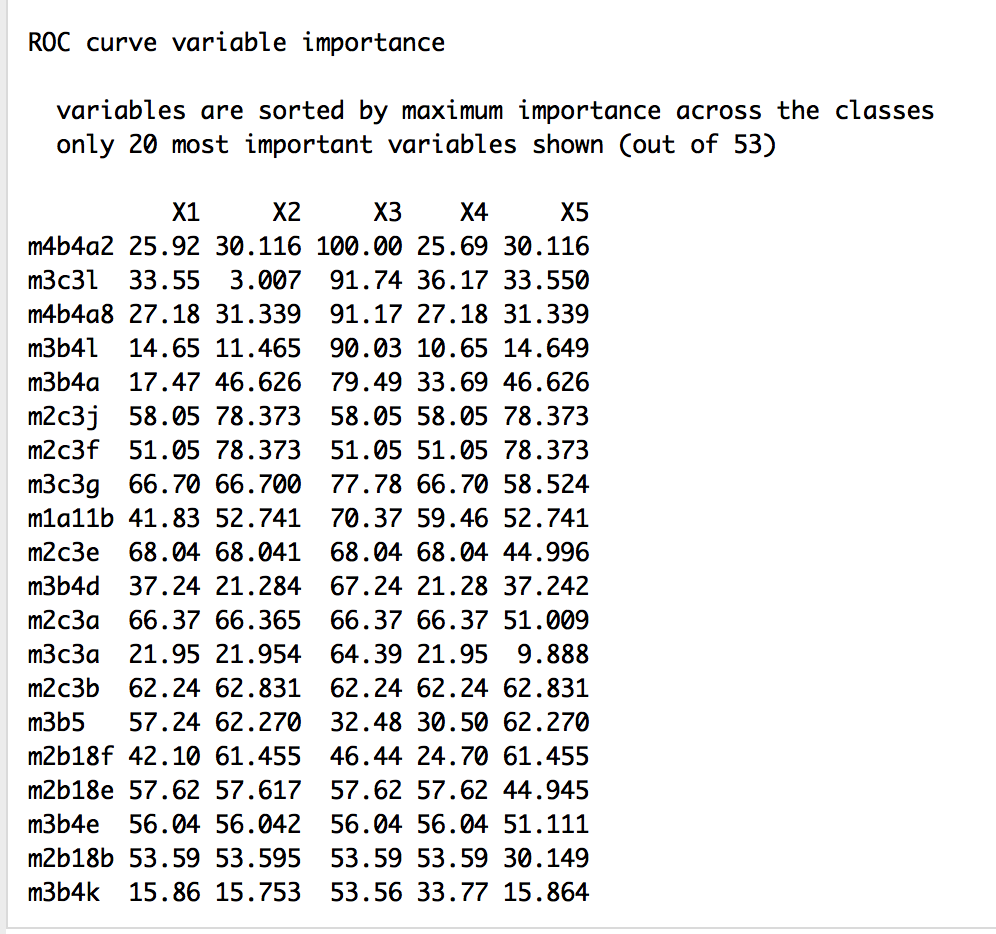 ROC curve variable importance
variables are sorted by maximum importance across the classes
only 20 most important variables shown (out of 53)
X1 X2 X3 X4 X5
m4b4a2 25.92 30.116 100.00 25.69 30.116
m3c3l 33.55 3.007 91.74 36.17 33.550
m4b4a8 27.18 31.339 91.17 27.18 31.339
m3b4l 14.65 11.465 90.03 10.65 14.649
m3b4a 17.47 46.626 79.49 33.69 46.626
m2c3j 58.05 78.373 58.05 58.05 78.373
m2c3f 51.05 78.373 51.05 51.05 78.373
m3c3g 66.70 66.700 77.78 66.70 58.524
m1a11b 41.83 52.741 70.37 59.46 52.741
m2c3e 68.04 68.041 68.04 68.04 44.996
m3b4d 37.24 21.284 67.24 21.28 37.242
m2c3a 66.37 66.365 66.37 66.37 51.009
m3c3a 21.95 21.954 64.39 21.95 9.888
m2c3b 62.24 62.831 62.24 62.24 62.831
m3b5 57.24 62.270 32.48 30.50 62.270
m2b18f 42.10 61.455 46.44 24.70 61.455
m2b18e 57.62 57.617 57.62 57.62 44.945
m3b4e 56.04 56.042 56.04 56.04 51.111
m2b18b 53.59 53.595 53.59 53.59 30.149
m3b4k 15.86 15.753 53.56 33.77 15.864